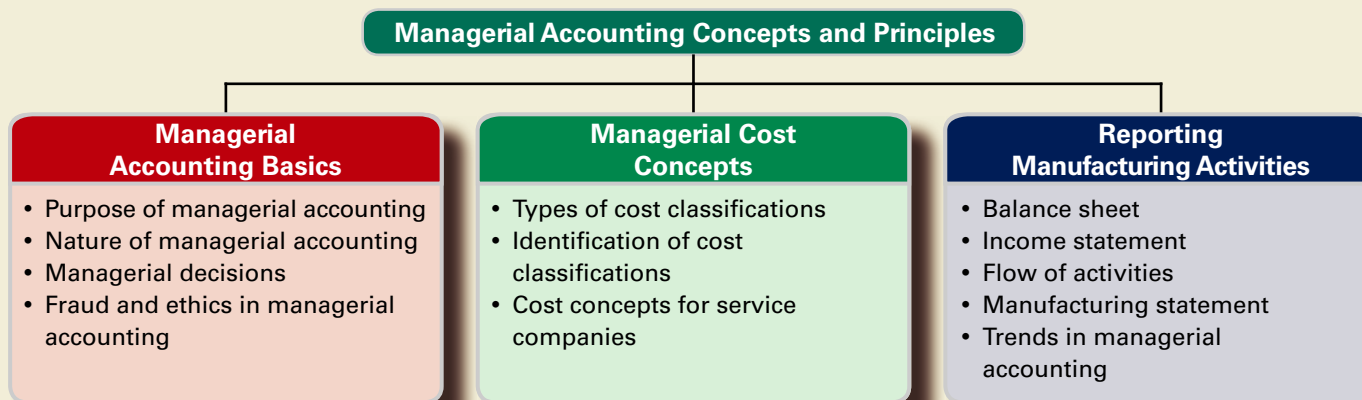 Managerial Accounting Concepts and Principles
Managerial
Accounting Basics
• Purpose of managerial accounting
• Nature of managerial accounting
• Managerial decisions
• Fraud and ethics in managerial
accounting
Managerial Cost
Concepts
• Types of cost classifications
• Identification of cost
classifications
• Cost concepts for service
companies
Reporting
Manufacturing Activities
• Balance sheet
• Income statement
• Flow of activities
• Manufacturing statement
• Trends in managerial
accounting